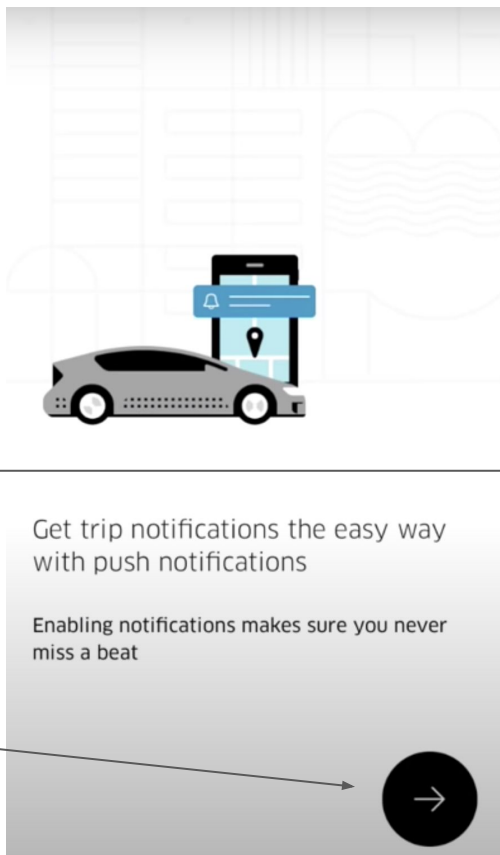 Get trip notifications the easy way
with push notifications
Enabling notifications makes sure you never
miss a beat